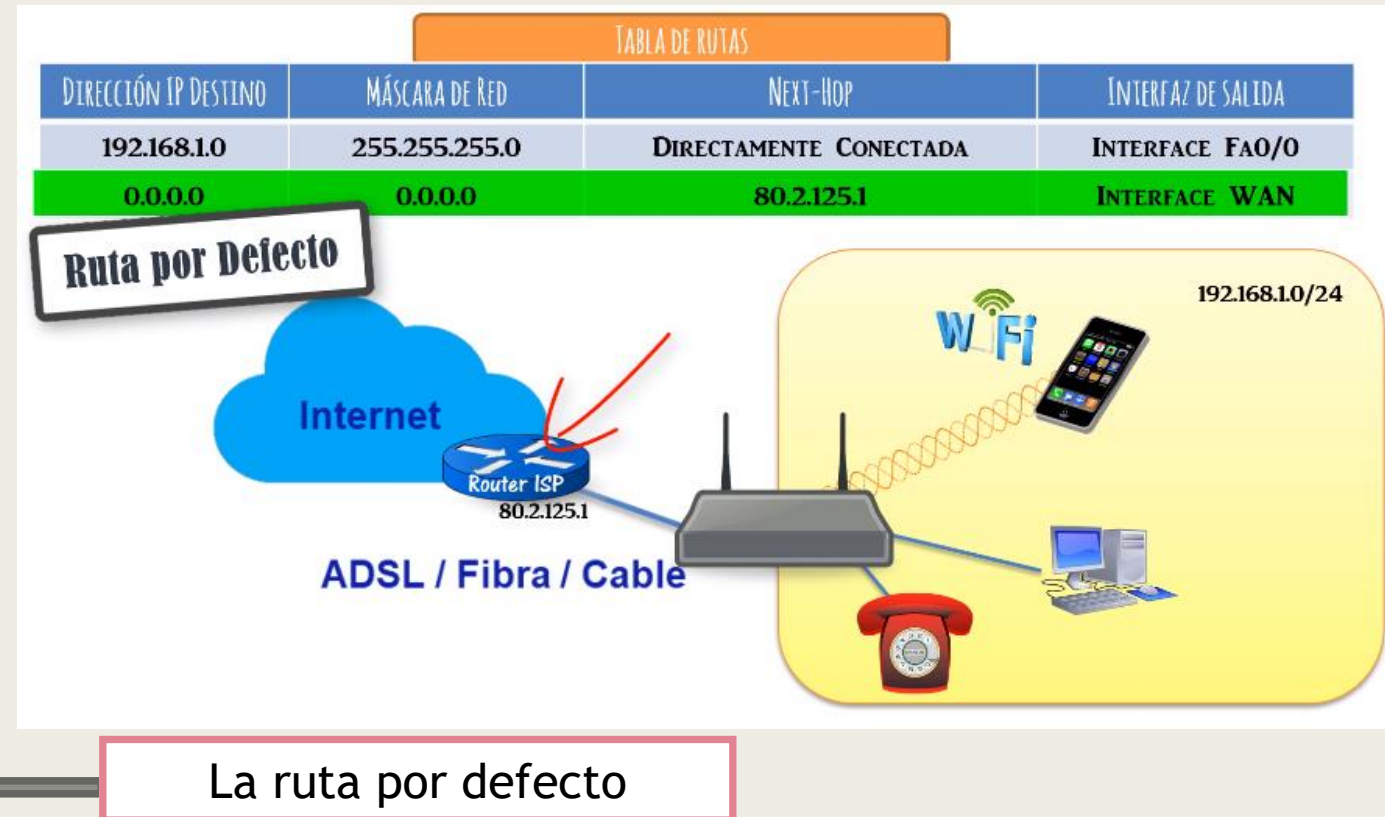 Tabla de rutas
Dirección IP Destino Máscara de Red Next-Hop Interfaz de salida
192.168.1.0 255.255.255.0 Directamente Conectada Interface Fa0/0
0.0.0.0 0.0.0.0 80.2.125.1 Interface WAN
Ruta por Defecto
192.168.1.0/24
WiFi
Internet
Router ISP
80.2.125.1
ADSL / Fibra / Cable
La ruta por defecto